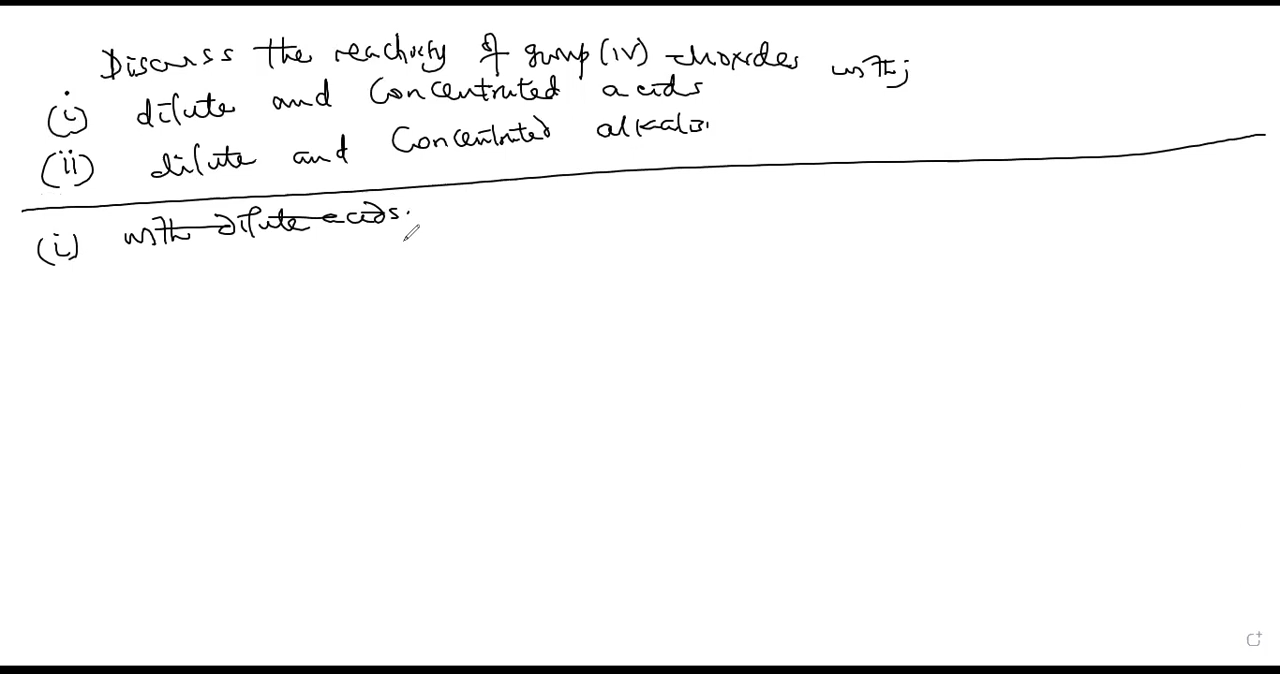 Discuss the reactivity of group (iv) dioxides with;
(i) dilute and concentrated acids
(ii) dilute and concentrated alkalis.
(i) with dilute acids.